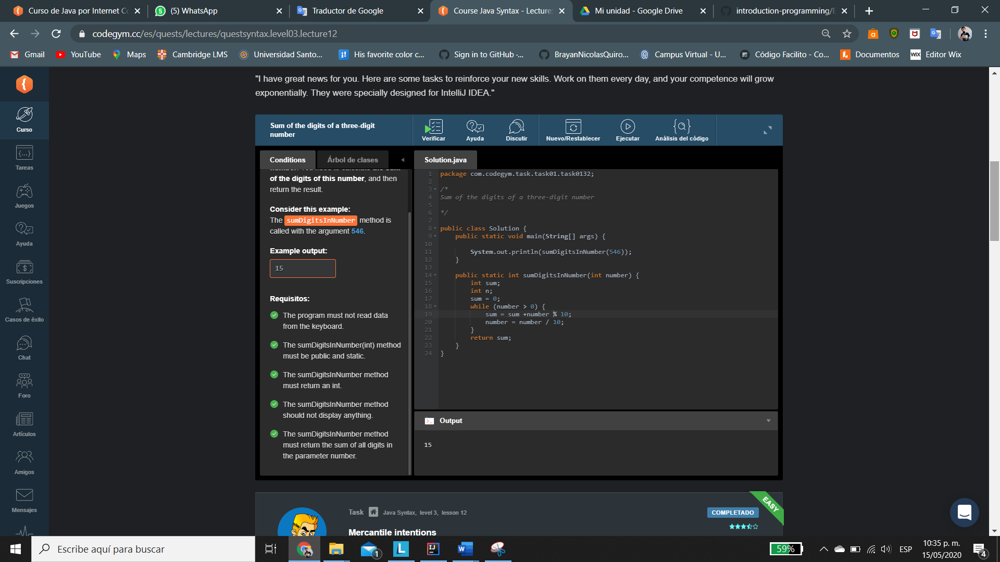 Curso de Java por Internet Co
(5) WhatsApp
Traductor de Google
Course Java Syntax - Lecture:
Mi unidad - Google Drive
introduction-programming/E
codegym.cc/es/quests/lectures/questsyntax.level03.lecture12
Gmail
YouTube
Maps
Cambridge LMS
Universidad Santo...
His favorite color c...
Sign in to GitHub ·...
BrayanNicolasQuiro...
Campus Virtual - U...
Código Facilito - Co...
Documentos
Editor Wix
"I have great news for you. Here are some tasks to reinforce your new skills. Work on them every day, and your competence will grow
exponentially. They were specially designed for IntelliJ IDEA."
Curso
Tareas
Juegos
Ayuda
Suscripciones
Casos de éxito
Chat
Foro
Artículos
Amigos
Mensajes
Sum of the digits of a three-digit
number
Verificar
Ayuda
Discutir
Nuevo/Restablecer
Ejecutar
Análisis del código
Conditions
Árbol de clases
of the digits of this number, and then
return the result.
Consider this example:
The sumDigitsInNumber method is
called with the argument 546.
Example output:
15
Requisitos:
The program must not read data
from the keyboard.
The sumDigitsInNumber(int) method
must be public and static.
The sumDigitsInNumber method
must return an int.
The sumDigitsInNumber method
should not display anything.
The sumDigitsInNumber method
must return the sum of all digits in
the parameter number.
Solution.java
1 package com.codegym.task.task01.task0132;
2
3 /*
4 Sum of the digits of a three-digit number
5
6 */
7
8 public class Solution {
9 public static void main(String[] args) {
10
11 System.out.println(sumDigitsInNumber(546));
12 }
13
14 public static int sumDigitsInNumber(int number) {
15 int sum;
16 int n;
17 sum = 0;
18 while (number > 0) {
19 sum = sum +number % 10;
20 number = number / 10;
21 }
22 return sum;
23 }
24 }
Output
15
Task Java Syntax, level 3, lesson 12
COMPLETADO
EASY
Mercantile intentions
Escribe aquí para buscar
1
59%
ESP
10:35 p. m.
15/05/2020
4